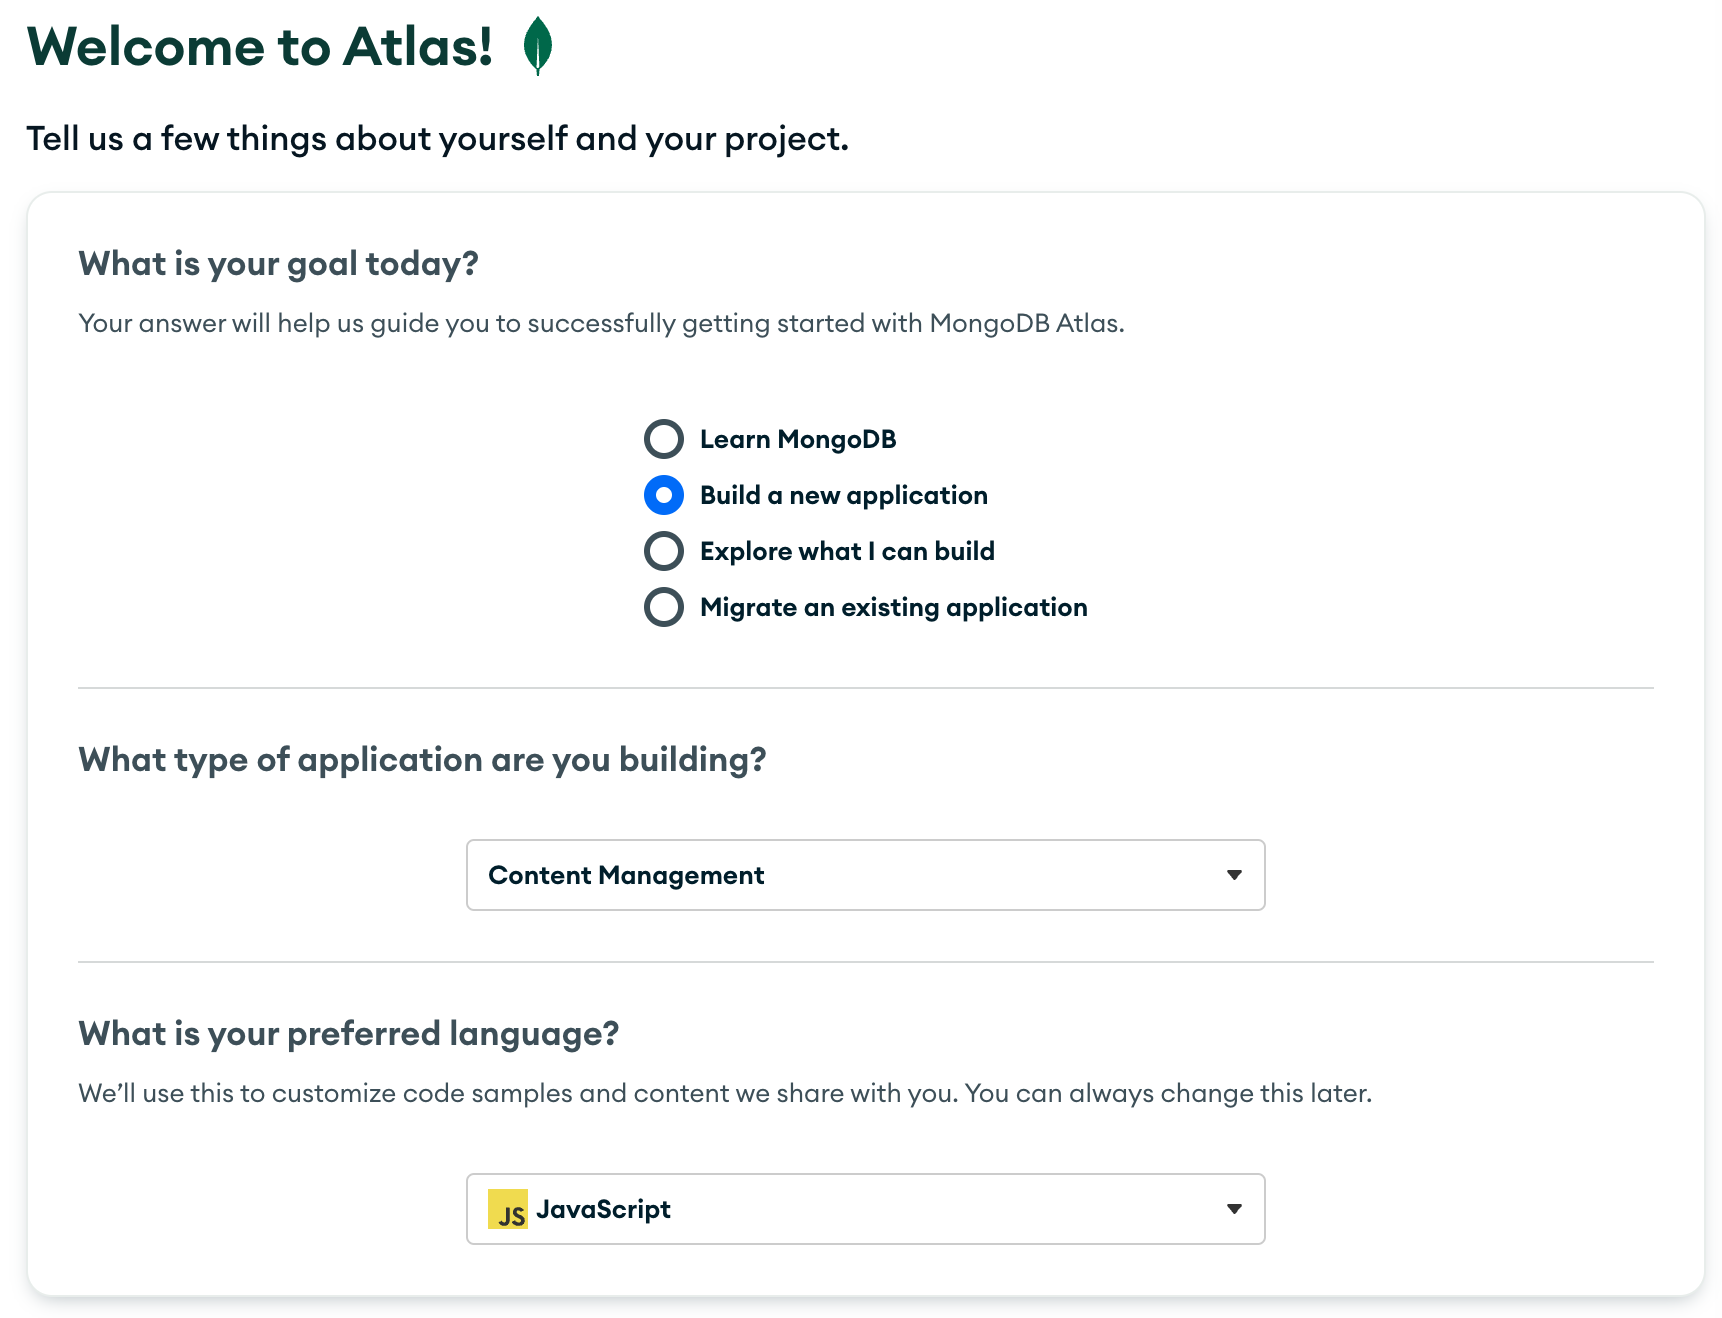 Welcome to Atlas!
Tell us a few things about yourself and your project.
What is your goal today?
Your answer will help us guide you to successfully getting started with MongoDB Atlas.
Learn MongoDB
Build a new application
Explore what I can build
Migrate an existing application
What type of application are you building?
Content Management
What is your preferred language?
We’ll use this to customize code samples and content we share with you. You can always change this later.
JS JavaScript